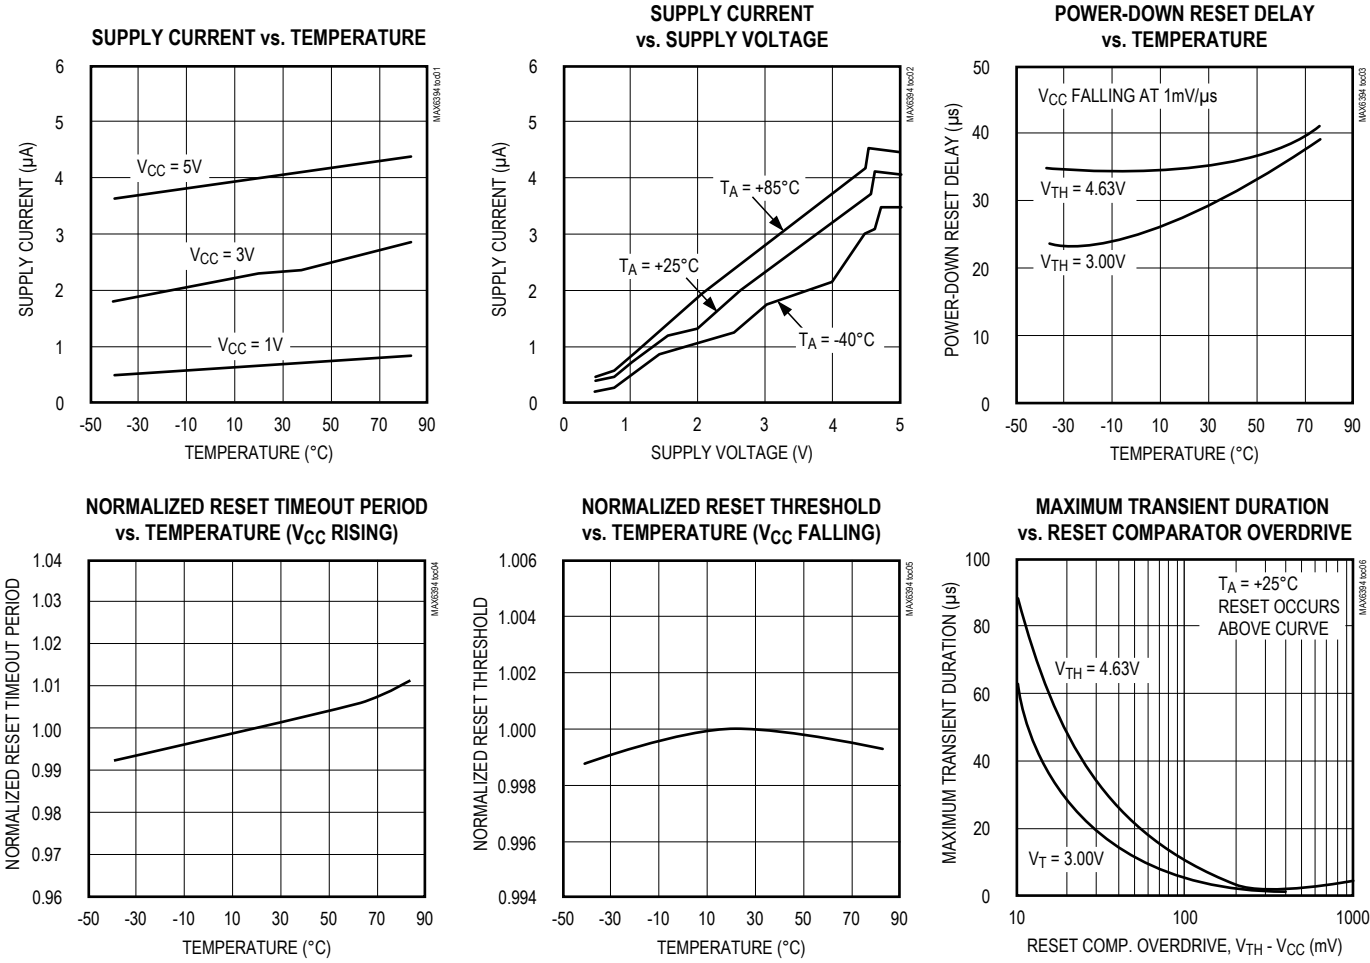 SUPPLY CURRENT vs. TEMPERATURE
6
5
4
3
2
1
0
SUPPLY CURRENT (µA)
MAX6394 toc01
VCC = 5V
VCC = 3V
VCC = 1V
-50 -30 -10 10 30 50 70 90
TEMPERATURE (°C)
SUPPLY CURRENT
vs. SUPPLY VOLTAGE
6
5
4
3
2
1
0
SUPPLY CURRENT (µA)
MAX6394 toc02
TA = +85°C
TA = +25°C
TA = -40°C
0 1 2 3 4 5
SUPPLY VOLTAGE (V)
POWER-DOWN RESET DELAY
vs. TEMPERATURE
50
40
30
20
10
0
POWER-DOWN RESET DELAY (µs)
MAX6394 toc03
VCC FALLING AT 1mV/µs
VTH = 4.63V
VTH = 3.00V
-50 -30 -10 10 30 50 70 90
TEMPERATURE (°C)
NORMALIZED RESET TIMEOUT PERIOD
vs. TEMPERATURE (VCC RISING)
1.04
1.03
1.02
1.01
1.00
0.99
0.98
0.97
0.96
NORMALIZED RESET TIMEOUT PERIOD
MAX6394 toc04
-50 -30 -10 10 30 50 70 90
TEMPERATURE (°C)
NORMALIZED RESET THRESHOLD
vs. TEMPERATURE (VCC FALLING)
1.006
1.004
1.002
1.000
0.998
0.996
0.994
NORMALIZED RESET THRESHOLD
MAX6394 toc05
-50 -30 -10 10 30 50 70 90
TEMPERATURE (°C)
MAXIMUM TRANSIENT DURATION
vs. RESET COMPARATOR OVERDRIVE
100
80
60
40
20
0
MAXIMUM TRANSIENT DURATION (µs)
MAX6394 toc06
TA = +25°C
RESET OCCURS
ABOVE CURVE
VTH = 4.63V
VT = 3.00V
10 100 1000
RESET COMP. OVERDRIVE, VTH - VCC (mV)